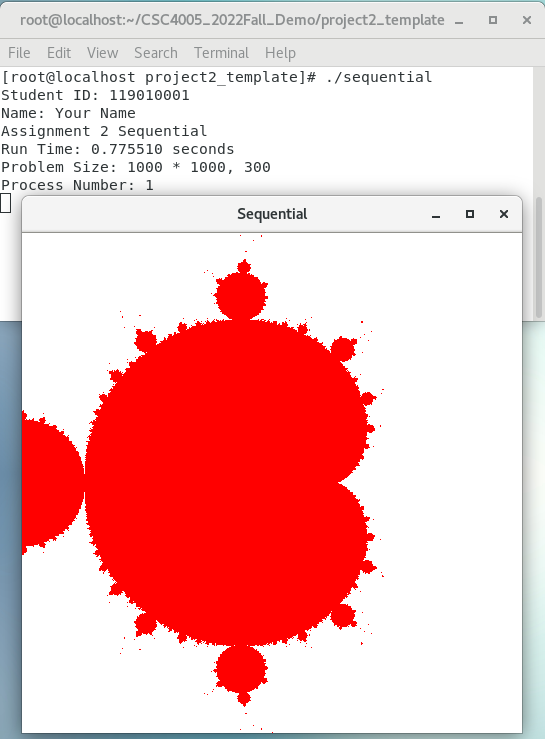 root@localhost:~/CSC4005_2022Fall_Demo/project2_template
File Edit View Search Terminal Help
[root@localhost project2_template]# ./sequential
Student ID: 119010001
Name: Your Name
Assignment 2 Sequential
Run Time: 0.775510 seconds
Problem Size: 1000 * 1000, 300
Process Number: 1
Sequential